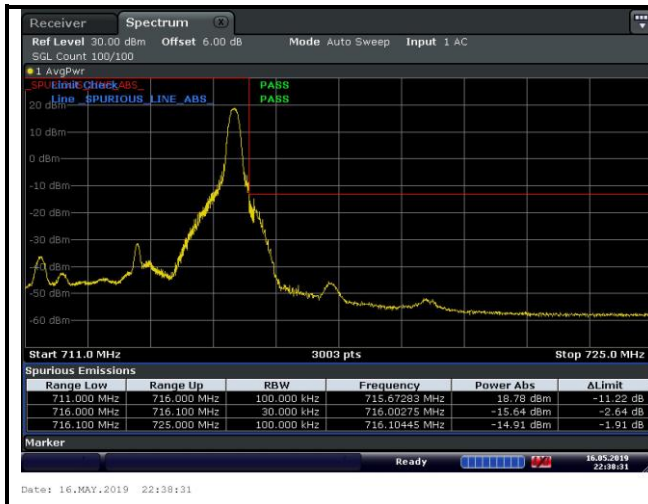 Receiver Spectrum X
Ref Level 30.00 dBm Offset 6.00 dB Mode Auto Sweep Input 1 AC
SGL Count 100/100
1 AvgPwr
Limit Check PASS
Line _SPURIOUS_LINE_ABS_ PASS
20 dBm
10 dBm
0 dBm
-10 dBm
-20 dBm
-30 dBm
-40 dBm
-50 dBm
-60 dBm
Start 711.0 MHz 3003 pts Stop 725.0 MHz
Spurious Emissions
Range Low Range Up RBW Frequency Power Abs ΔLimit
711.000 MHz 716.000 MHz 100.000 kHz 715.67283 MHz 18.78 dBm -11.22 dB
716.000 MHz 716.100 MHz 30.000 kHz 716.00275 MHz -15.64 dBm -2.64 dB
716.100 MHz 725.000 MHz 100.000 kHz 716.10445 MHz -14.91 dBm -1.91 dB
Marker
Ready 16.05.2019
22:38:31
Date: 16.MAY.2019 22:38:31